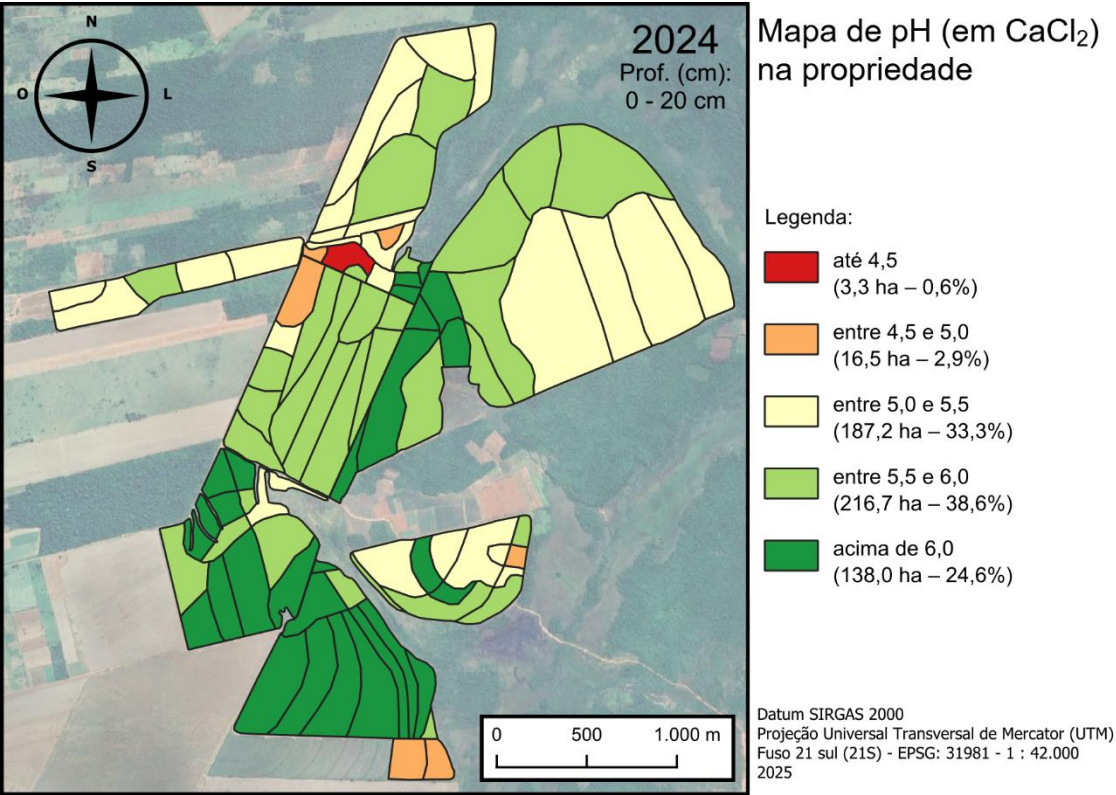 Mapa de pH (em CaCl₂)
na propriedade
N
O
L
S
2024
Prof. (cm):
0 - 20 cm
Legenda:
até 4,5
(3,3 ha – 0,6%)
entre 4,5 e 5,0
(16,5 ha – 2,9%)
entre 5,0 e 5,5
(187,2 ha – 33,3%)
entre 5,5 e 6,0
(216,7 ha – 38,6%)
acima de 6,0
(138,0 ha – 24,6%)
0 500 1.000 m
Datum SIRGAS 2000
Projeção Universal Transversal de Mercator (UTM)
Fuso 21 sul (21S) - EPSG: 31981 - 1 : 42.000
2025